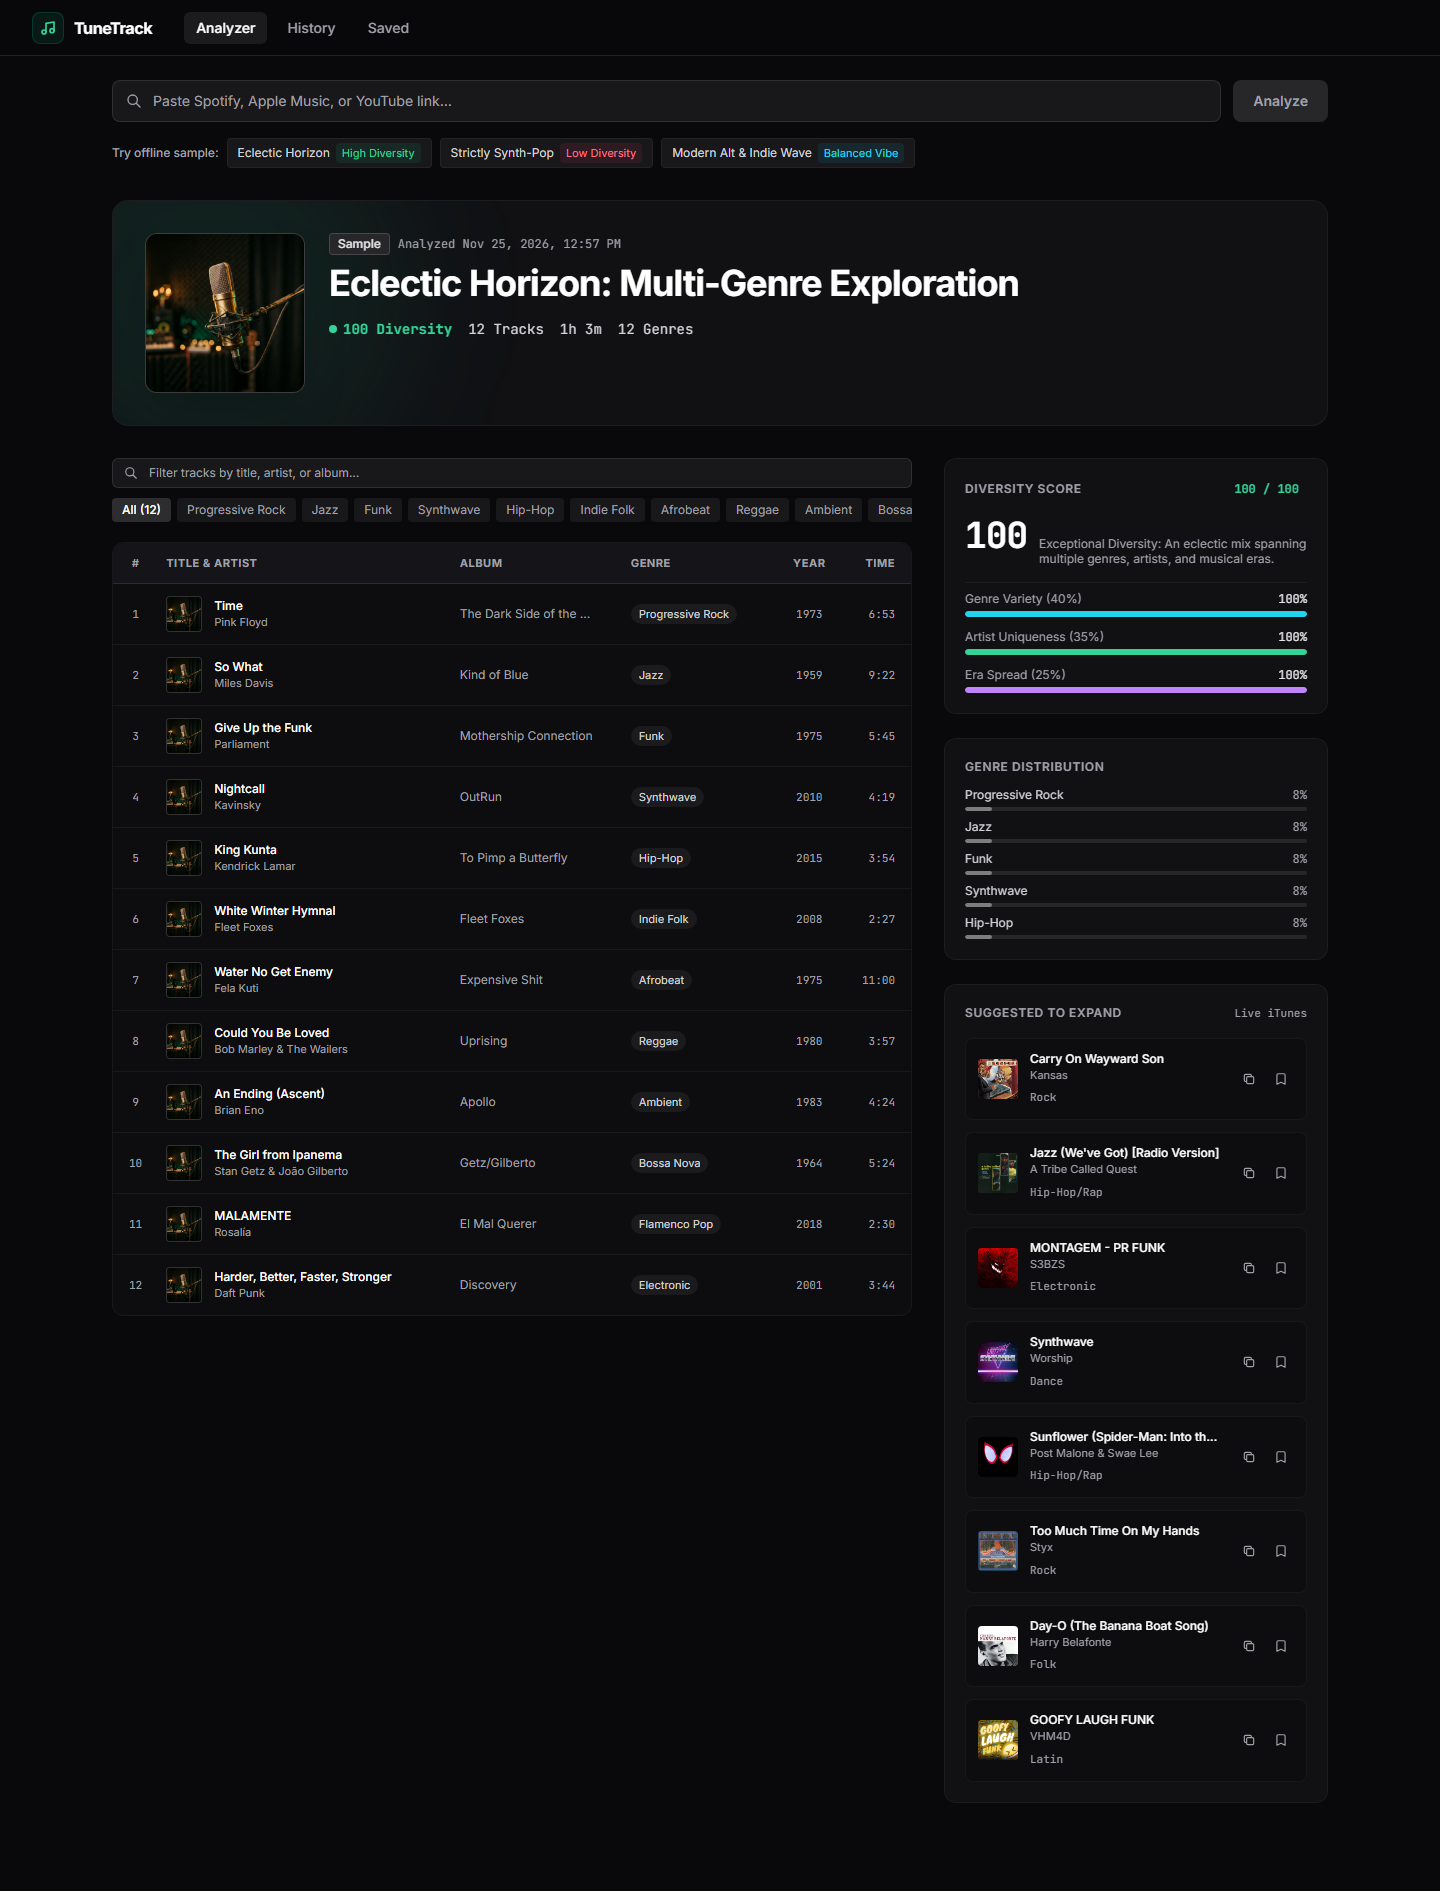 TuneTrack
Analyzer
History
Saved
Paste Spotify, Apple Music, or YouTube link...
Analyze
Try offline sample:
Eclectic Horizon High Diversity
Strictly Synth-Pop Low Diversity
Modern Alt & Indie Wave Balanced Vibe
Sample Analyzed Nov 25, 2026, 12:57 PM
Eclectic Horizon: Multi-Genre Exploration
100 Diversity 12 Tracks 1h 3m 12 Genres
Filter tracks by title, artist, or album...
All (12) Progressive Rock Jazz Funk Synthwave Hip-Hop Indie Folk Afrobeat Reggae Ambient Bossa
# TITLE & ARTIST ALBUM GENRE YEAR TIME
1 Time The Dark Side of the ... Progressive Rock 1973 6:53
Pink Floyd
2 So What Kind of Blue Jazz 1959 9:22
Miles Davis
3 Give Up the Funk Mothership Connection Funk 1975 5:45
Parliament
4 Nightcall OutRun Synthwave 2010 4:19
Kavinsky
5 King Kunta To Pimp a Butterfly Hip-Hop 2015 3:54
Kendrick Lamar
6 White Winter Hymnal Fleet Foxes Indie Folk 2008 2:27
Fleet Foxes
7 Water No Get Enemy Expensive Shit Afrobeat 1975 11:00
Fela Kuti
8 Could You Be Loved Uprising Reggae 1980 3:57
Bob Marley & The Wailers
9 An Ending (Ascent) Apollo Ambient 1983 4:24
Brian Eno
10 The Girl from Ipanema Getz/Gilberto Bossa Nova 1964 5:24
Stan Getz & João Gilberto
11 MALAMENTE El Mal Querer Flamenco Pop 2018 2:30
Rosalía
12 Harder, Better, Faster, Stronger Discovery Electronic 2001 3:44
Daft Punk
DIVERSITY SCORE 100 / 100
100 Exceptional Diversity: An eclectic mix spanning
multiple genres, artists, and musical eras.
Genre Variety (40%) 100%
Artist Uniqueness (35%) 100%
Era Spread (25%) 100%
GENRE DISTRIBUTION
Progressive Rock 8%
Jazz 8%
Funk 8%
Synthwave 8%
Hip-Hop 8%
SUGGESTED TO EXPAND Live iTunes
Carry On Wayward Son
Kansas
Rock
Jazz (We've Got) [Radio Version]
A Tribe Called Quest
Hip-Hop/Rap
MONTAGEM - PR FUNK
S3BZS
Electronic
Synthwave
Worship
Dance
Sunflower (Spider-Man: Into th...
Post Malone & Swae Lee
Hip-Hop/Rap
Too Much Time On My Hands
Styx
Rock
Day-O (The Banana Boat Song)
Harry Belafonte
Folk
GOOFY LAUGH FUNK
VHM4D
Latin
GOOFY
LAUGH
FUNK